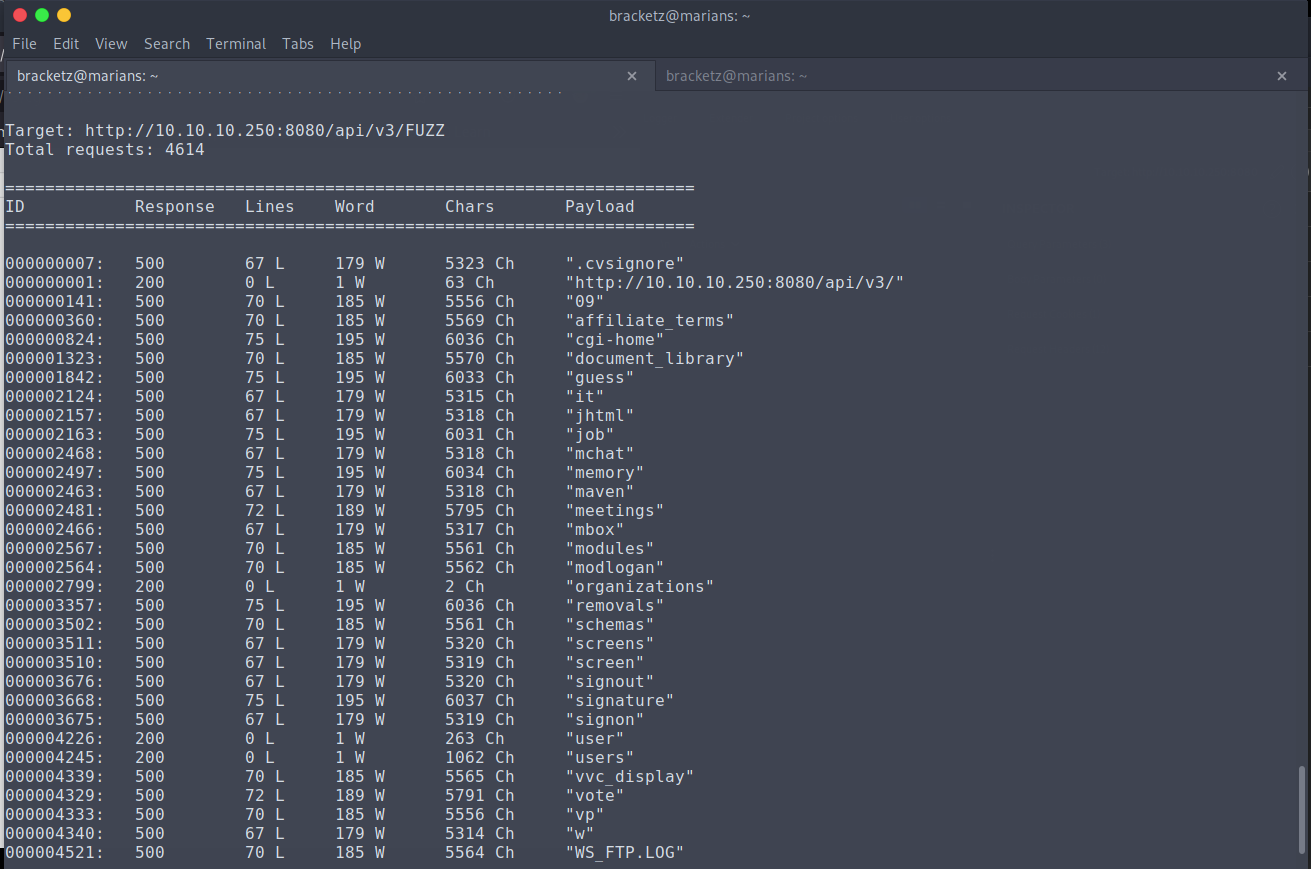 bracketz@marians: ~
File Edit View Search Terminal Tabs Help
bracketz@marians: ~ × bracketz@marians: ~ ×
Target: http://10.10.10.250:8080/api/v3/FUZZ
Total requests: 4614
=====================================================================
ID Response Lines Word Chars Payload
=====================================================================
000000007: 500 67 L 179 W 5323 Ch ".cvsignore"
000000001: 200 0 L 1 W 63 Ch "http://10.10.10.250:8080/api/v3/"
000000141: 500 70 L 185 W 5556 Ch "09"
000000360: 500 70 L 185 W 5569 Ch "affiliate_terms"
000000824: 500 75 L 195 W 6036 Ch "cgi-home"
000001323: 500 70 L 185 W 5570 Ch "document_library"
000001842: 500 75 L 195 W 6033 Ch "guess"
000002124: 500 67 L 179 W 5315 Ch "it"
000002157: 500 67 L 179 W 5318 Ch "jhtml"
000002163: 500 75 L 195 W 6031 Ch "job"
000002468: 500 67 L 179 W 5318 Ch "mchat"
000002497: 500 75 L 195 W 6034 Ch "memory"
000002463: 500 67 L 179 W 5318 Ch "maven"
000002481: 500 72 L 189 W 5795 Ch "meetings"
000002466: 500 67 L 179 W 5317 Ch "mbox"
000002567: 500 70 L 185 W 5561 Ch "modules"
000002564: 500 70 L 185 W 5562 Ch "modlogan"
000002799: 200 0 L 1 W 2 Ch "organizations"
000003357: 500 75 L 195 W 6036 Ch "removals"
000003502: 500 70 L 185 W 5561 Ch "schemas"
000003511: 500 67 L 179 W 5320 Ch "screens"
000003510: 500 67 L 179 W 5319 Ch "screen"
000003676: 500 67 L 179 W 5320 Ch "signout"
000003668: 500 75 L 195 W 6037 Ch "signature"
000003675: 500 67 L 179 W 5319 Ch "signon"
000004226: 200 0 L 1 W 263 Ch "user"
000004245: 200 0 L 1 W 1062 Ch "users"
000004339: 500 70 L 185 W 5565 Ch "vvc_display"
000004329: 500 72 L 189 W 5791 Ch "vote"
000004333: 500 70 L 185 W 5556 Ch "vp"
000004340: 500 67 L 179 W 5314 Ch "w"
000004521: 500 70 L 185 W 5564 Ch "WS_FTP.LOG"